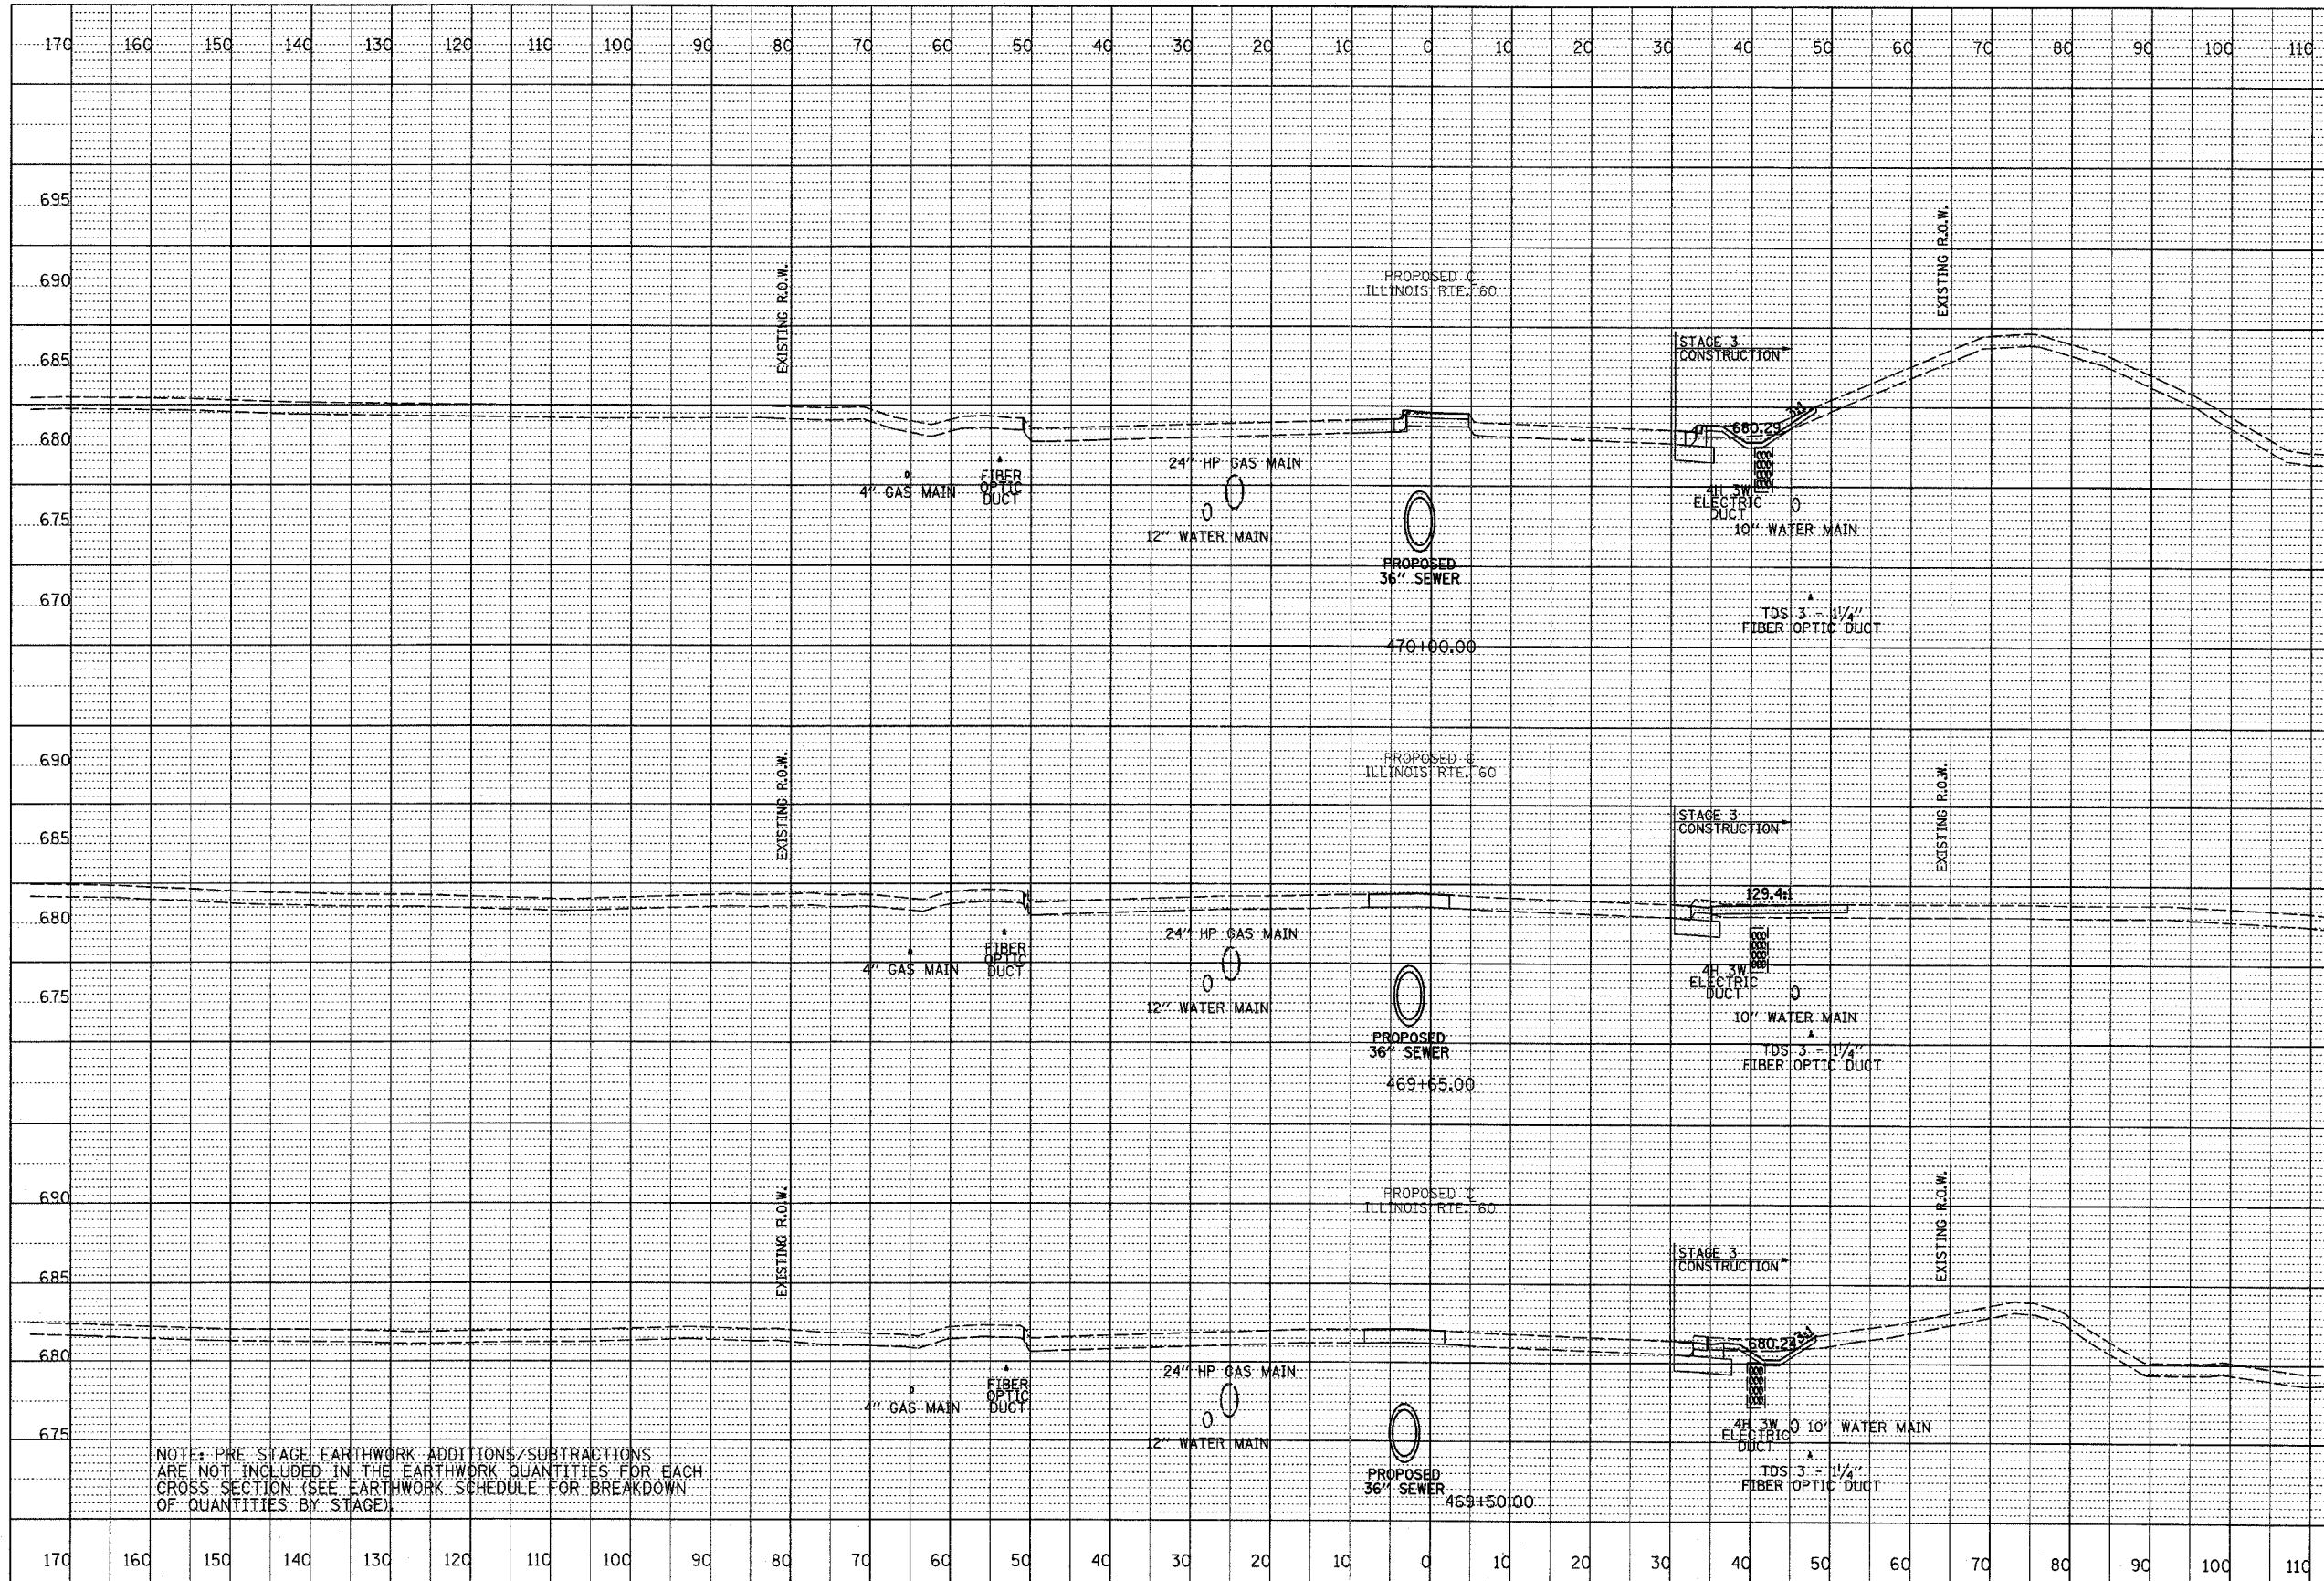 170 160 150 140 130 120 110 100 90 80 70 60 50 40 30 20 10 0 10 20 30 40 50 60 70 80 90 100 110
695
690
685
680
675
670
EXISTING R.O.W.
PROPOSED ℄
ILLINOIS RTE. 60
EXISTING R.O.W.
STAGE 3
CONSTRUCTION
3:1
680.29
4" GAS MAIN
FIBER
OPTIC
DUCT
24" HP GAS MAIN
12" WATER MAIN
PROPOSED
36" SEWER
4H 3W
ELECTRIC
DUCT
10" WATER MAIN
TDS 3 - 1¼"
FIBER OPTIC DUCT
470+00.00
690
685
680
675
EXISTING R.O.W.
PROPOSED ℄
ILLINOIS RTE. 60
EXISTING R.O.W.
STAGE 3
CONSTRUCTION
129.4:1
4" GAS MAIN
FIBER
OPTIC
DUCT
24" HP GAS MAIN
12" WATER MAIN
PROPOSED
36" SEWER
4H 3W
ELECTRIC
DUCT
10" WATER MAIN
TDS 3 - 1¼"
FIBER OPTIC DUCT
469+65.00
690
685
680
675
EXISTING R.O.W.
PROPOSED ℄
ILLINOIS RTE. 60
EXISTING R.O.W.
STAGE 3
CONSTRUCTION
680.24
3:1
4" GAS MAIN
FIBER
OPTIC
DUCT
24" HP GAS MAIN
12" WATER MAIN
PROPOSED
36" SEWER
4H 3W
ELECTRIC
DUCT
10" WATER MAIN
TDS 3 - 1¼"
FIBER OPTIC DUCT
469+50.00
NOTE: PRE STAGE EARTHWORK ADDITIONS/SUBTRACTIONS
ARE NOT INCLUDED IN THE EARTHWORK QUANTITIES FOR EACH
CROSS SECTION (SEE EARTHWORK SCHEDULE FOR BREAKDOWN
OF QUANTITIES BY STAGE).
170 160 150 140 130 120 110 100 90 80 70 60 50 40 30 20 10 0 10 20 30 40 50 60 70 80 90 100 110